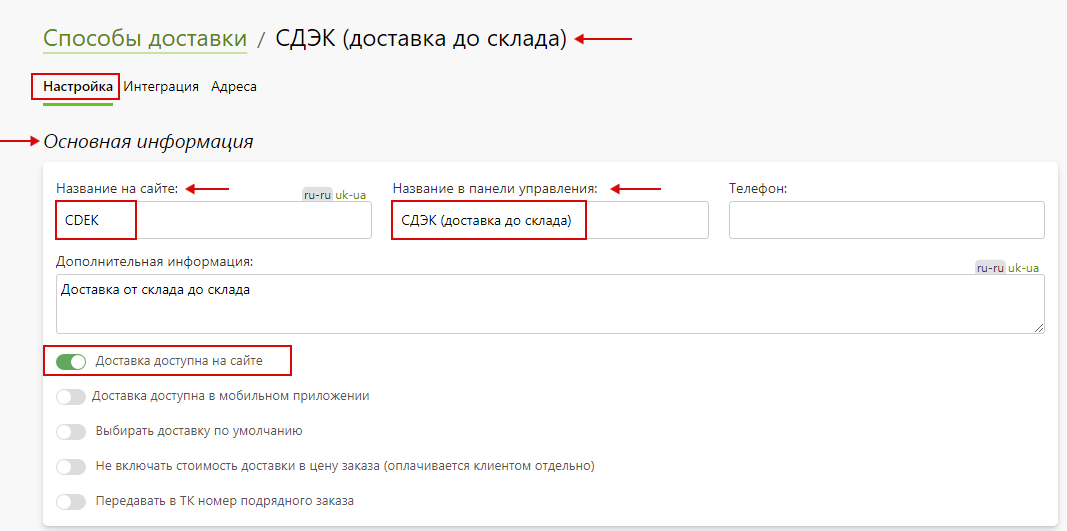 Способы доставки / СДЭК (доставка до склада)
Настройка Интеграция Адреса
Основная информация
Название на сайте: ru-ru uk-ua Название в панели управления: Телефон:
CDEK СДЭК (доставка до склада)
Дополнительная информация: ru-ru uk-ua
Доставка от склада до склада
Доставка доступна на сайте
Доставка доступна в мобильном приложении
Выбирать доставку по умолчанию
Не включать стоимость доставки в цену заказа (оплачивается клиентом отдельно)
Передавать в ТК номер подрядного заказа